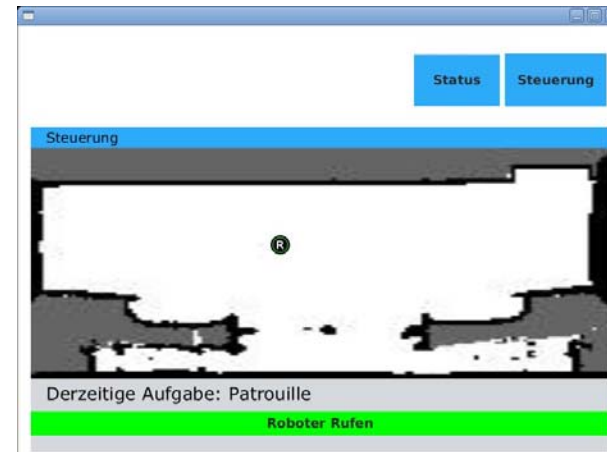 Status Steuerung
Steuerung
R
Derzeitige Aufgabe: Patrouille
Roboter Rufen